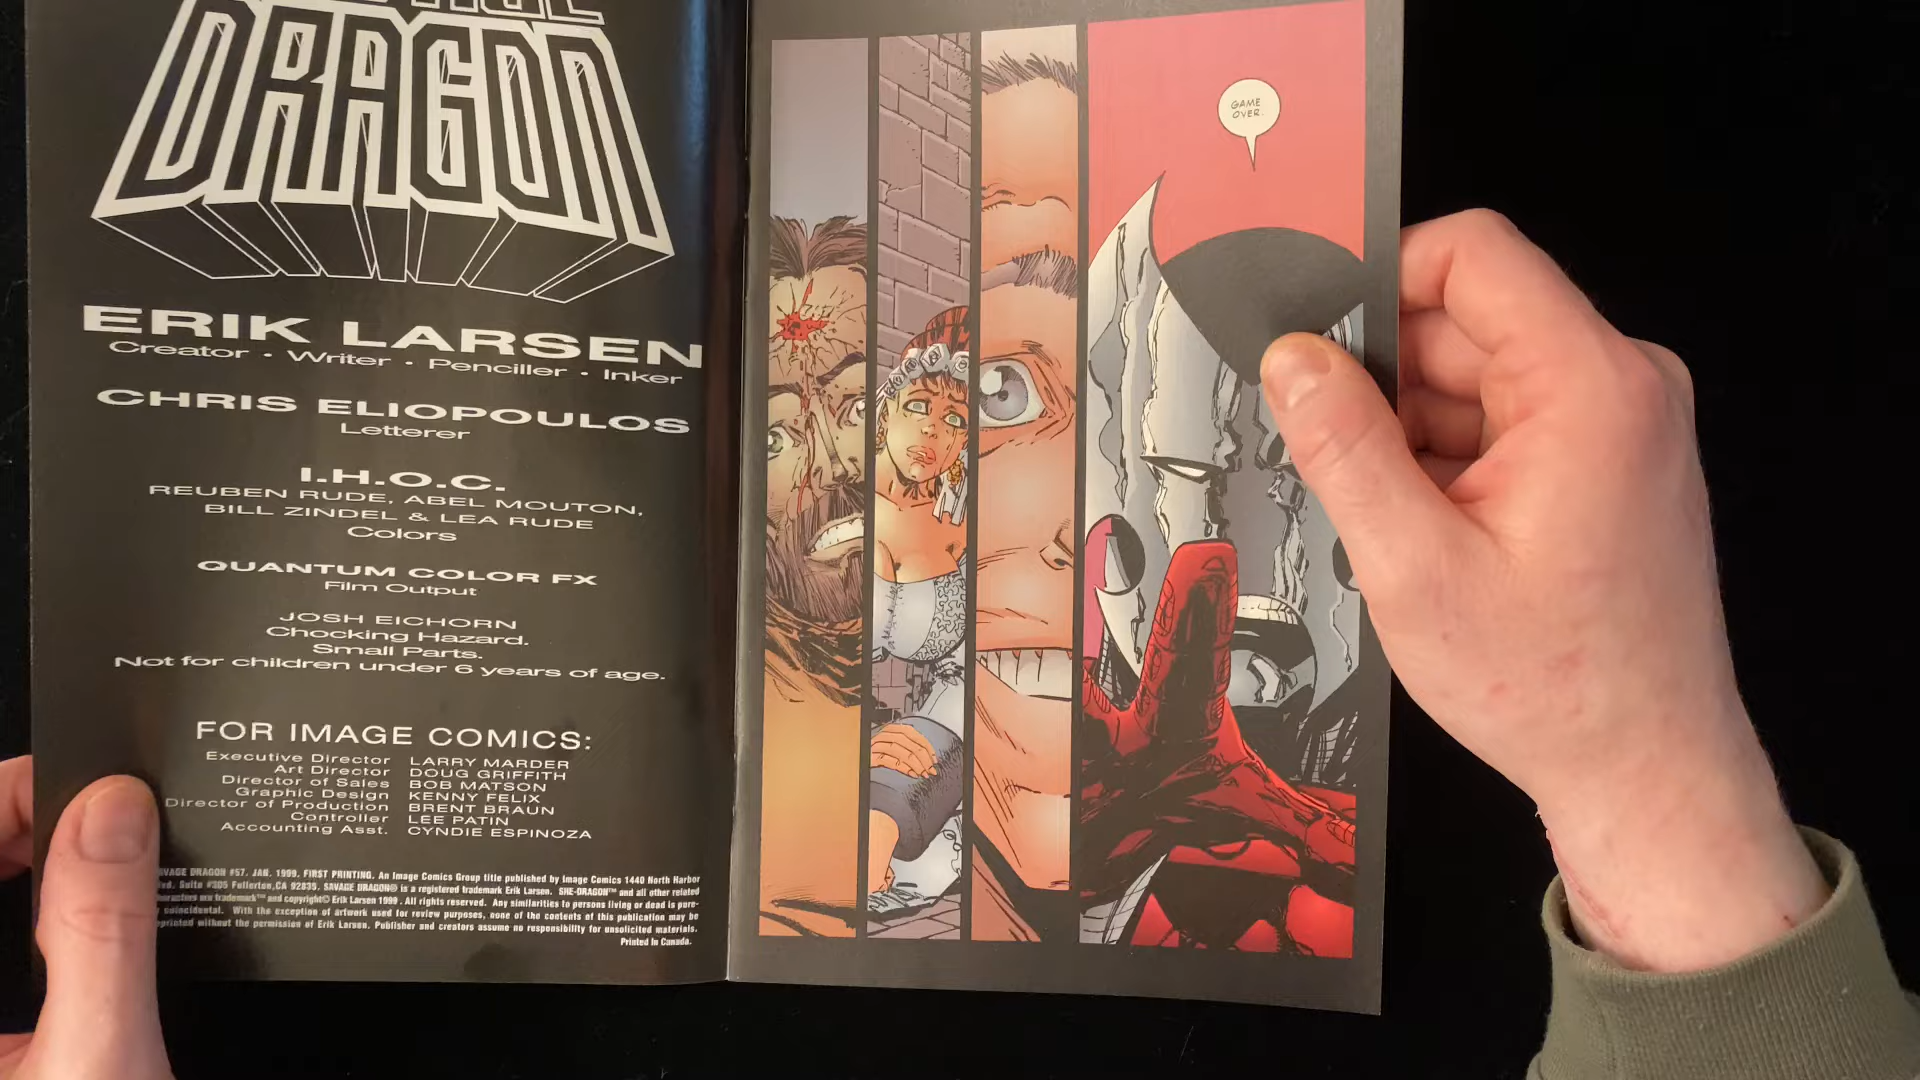 DRAGON
ERIK LARSEN
Creator • Writer • Penciller • Inker
CHRIS ELIOPOULOS
Letterer
I.H.O.C.
REUBEN RUDE, ABEL MOUTON,
BILL ZINDEL & LEA RUDE
Colors
QUANTUM COLOR FX
Film Output
JOSH EICHORN
Chocking Hazard.
Small Parts.
Not for children under 6 years of age.
FOR IMAGE COMICS:
Executive Director LARRY MARDER
Art Director DOUG GRIFFITH
Director of Sales BOB MATSON
Graphic Design KENNY FELIX
Director of Production BRENT BRAUN
Controller LEE PATIN
Accounting Asst. CYNDIE ESPINOZA
DRAGON #57. JAN. 1999. FIRST PRINTING. An Image Comics Group title published by Image Comics 1440 North Harbor
Suite #305 Fullerton, CA 92835. SAVAGE DRAGON® is a registered trademark Erik Larsen. SHE-DRAGON™ and all other related
are trademark™ and copyright© Erik Larsen 1999. All rights reserved. Any similarities to persons living or dead is pure-
coincidental. With the exception of artwork used for review purposes, none of the contents of this publication may be
without the permission of Erik Larsen. Publisher and creators assume no responsibility for unsolicited materials.
Printed in Canada.
GAME
OVER.